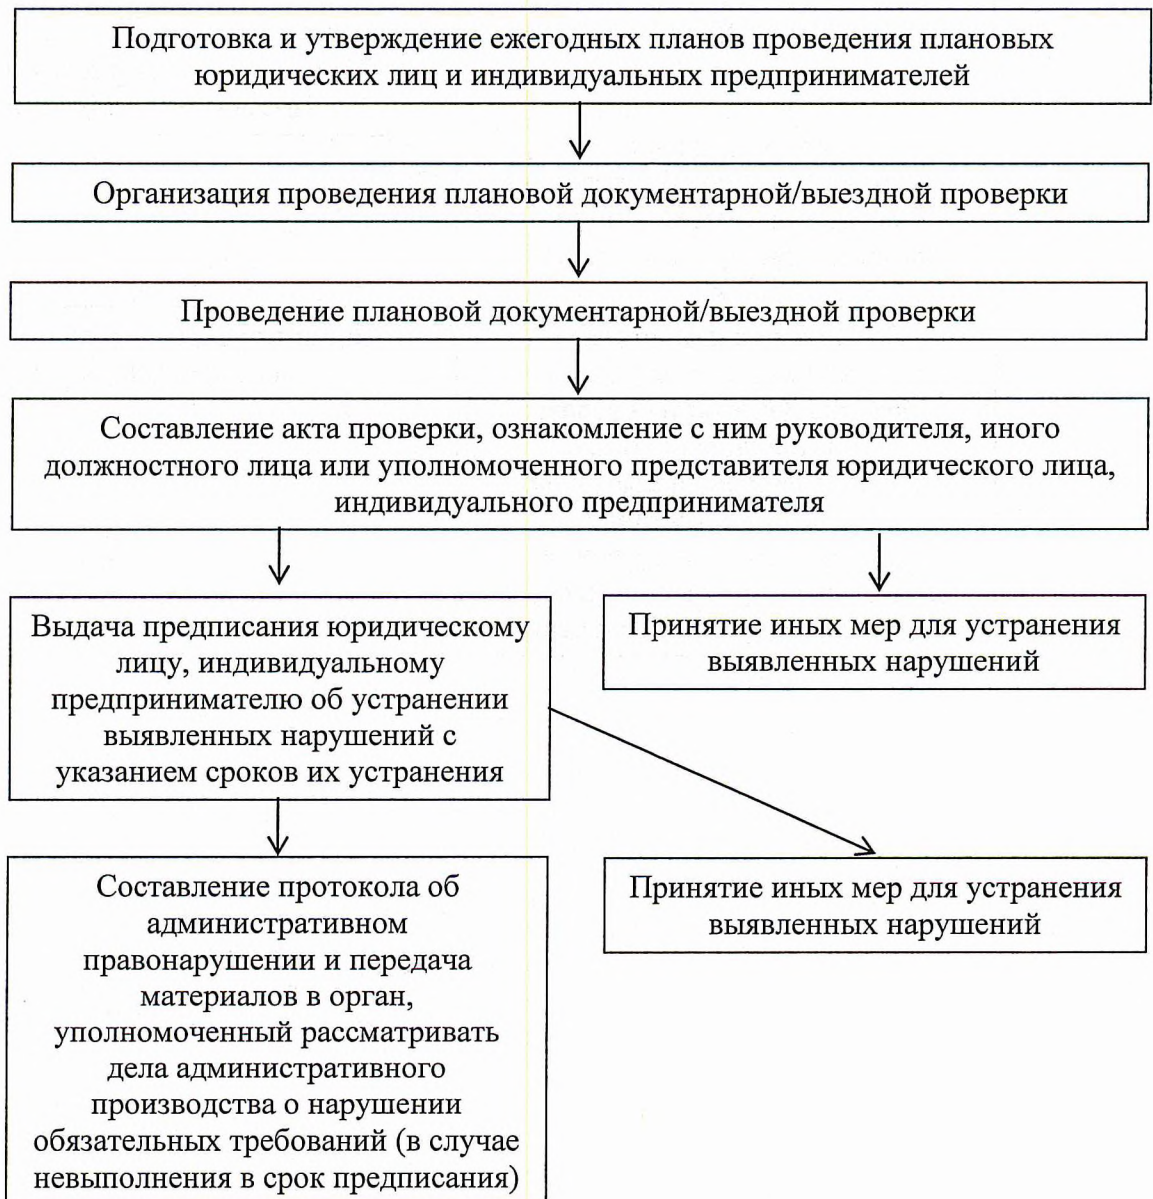 Подготовка и утверждение ежегодных планов проведения плановых
юридических лиц и индивидуальных предпринимателей
Организация проведения плановой документарной/выездной проверки
Проведение плановой документарной/выездной проверки
Составление акта проверки, ознакомление с ним руководителя, иного
должностного лица или уполномоченного представителя юридического лица,
индивидуального предпринимателя
Выдача предписания юридическому
лицу, индивидуальному
предпринимателю об устранении
выявленных нарушений с
указанием сроков их устранения
Принятие иных мер для устранения
выявленных нарушений
Составление протокола об
административном
правонарушении и передача
материалов в орган,
уполномоченный рассматривать
дела административного
производства о нарушении
обязательных требований (в случае
невыполнения в срок предписания)
Принятие иных мер для устранения
выявленных нарушений